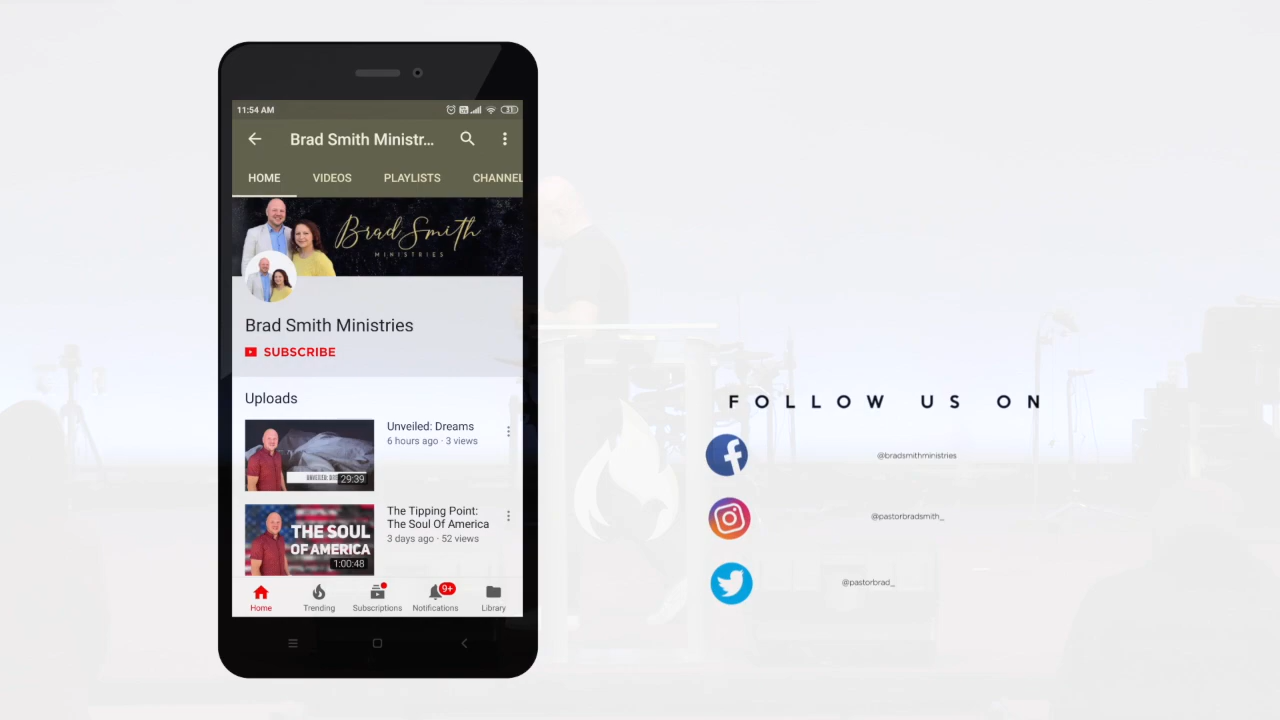 11:54 AM
Brad Smith Ministr...
HOME VIDEOS PLAYLISTS CHANNEL
Brad Smith
MINISTRIES
Brad Smith Ministries
SUBSCRIBE
Uploads
Unveiled: Dreams
6 hours ago · 3 views
29:39
The Tipping Point:
The Soul Of America
3 days ago · 52 views
THE SOUL
OF AMERICA
1:00:48
9+
Home Trending Subscriptions Notifications Library
FOLLOW US ON
@bradsmithministries
@pastorbradsmith_
@pastorbrad_